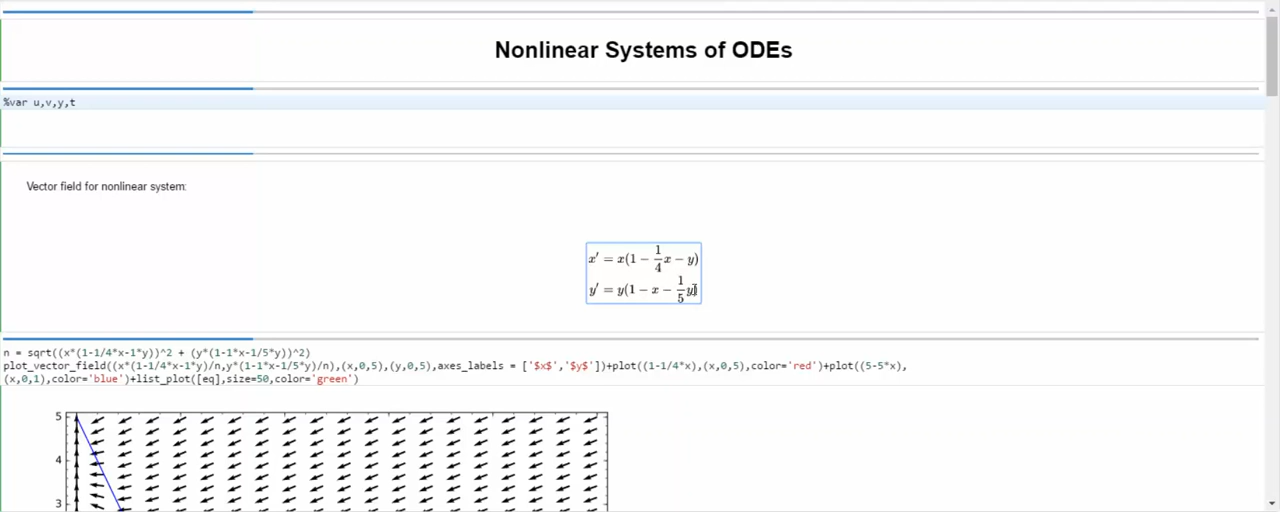 Nonlinear Systems of ODEs
%var u,v,y,t
Vector field for nonlinear system:
x′ = x(1 − 1/4 x − y)
y′ = y(1 − x − 1/5 y)
n = sqrt((x*(1-1/4*x-1*y))^2 + (y*(1-1*x-1/5*y))^2)
plot_vector_field((x*(1-1/4*x-1*y)/n,y*(1-1*x-1/5*y)/n),(x,0,5),(y,0,5),axes_labels = ['$x$','$y$'])+plot((1-1/4*x),(x,0,5),color='red')+plot((5-5*x),
(x,0,1),color='blue')+list_plot([eq],size=50,color='green')
5
4
3